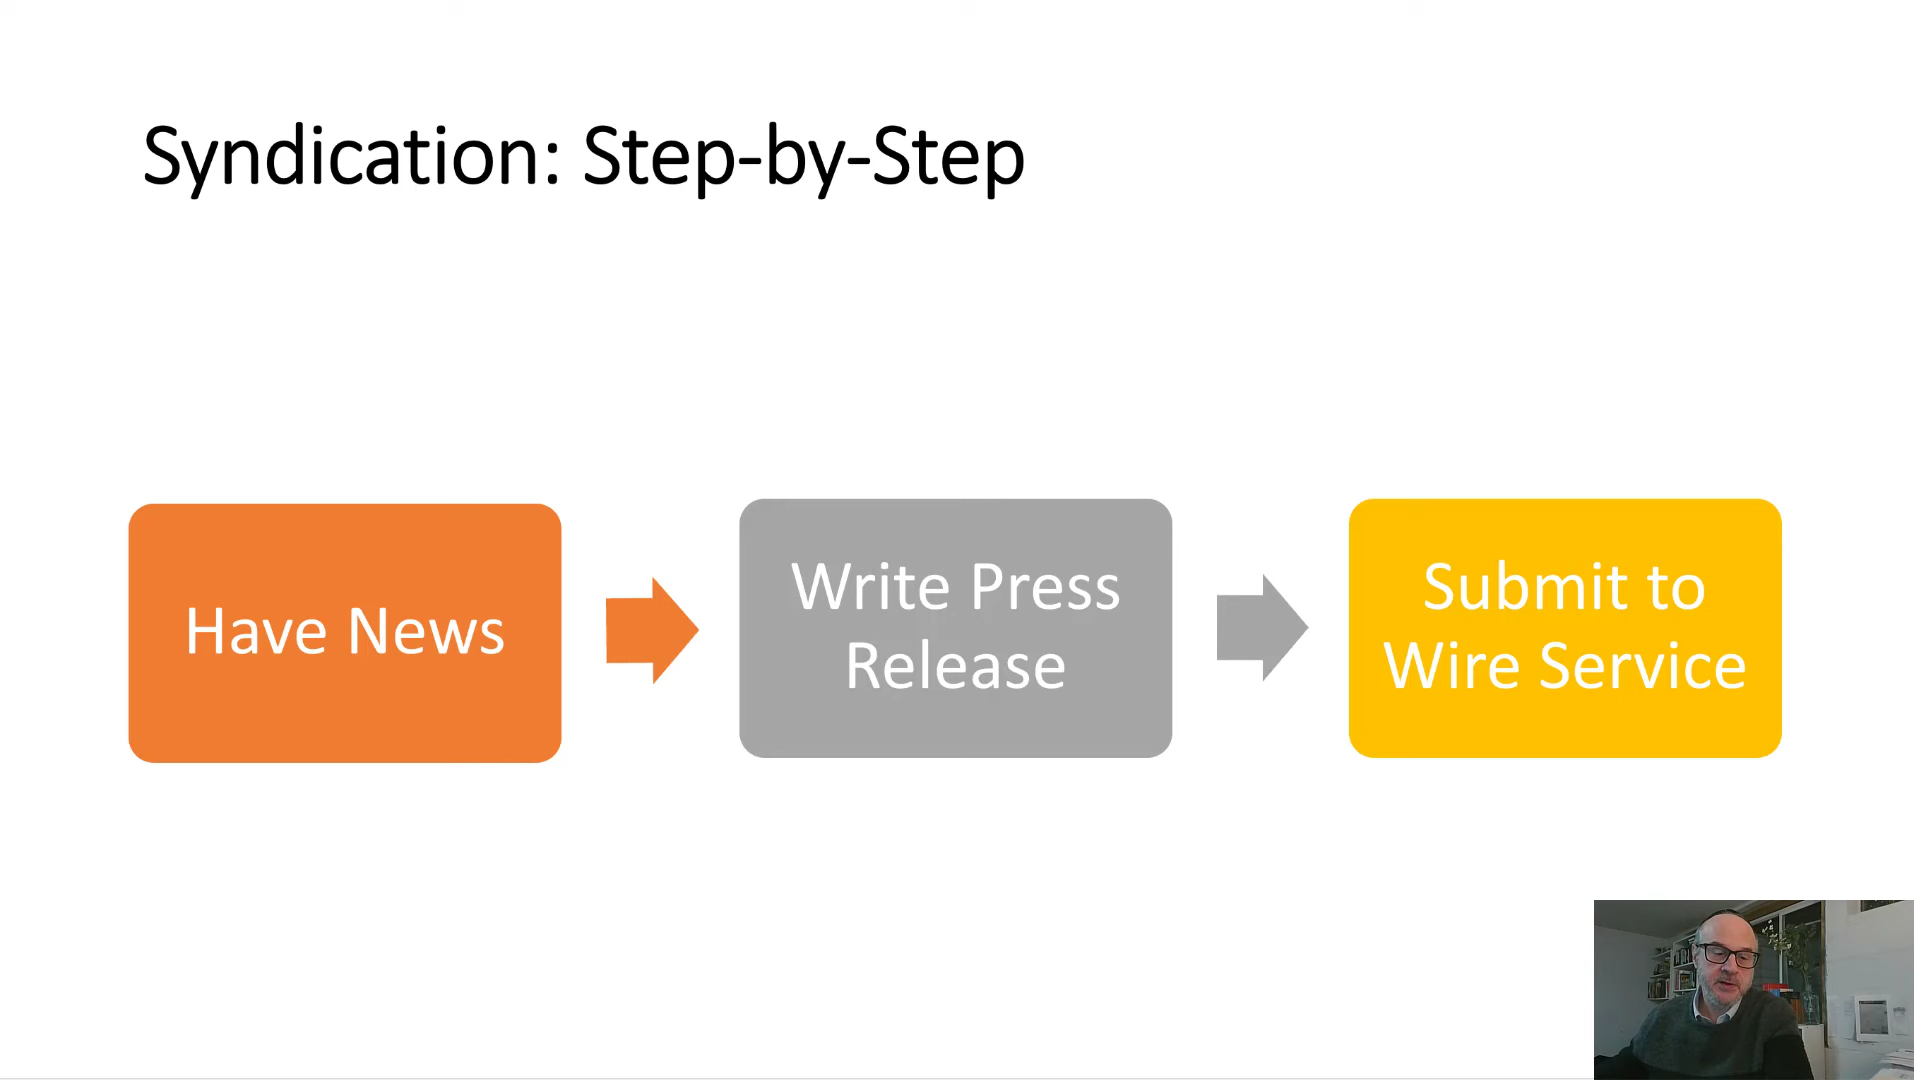 Syndication: Step-by-Step
Have News
Write Press
Release
Submit to
Wire Service